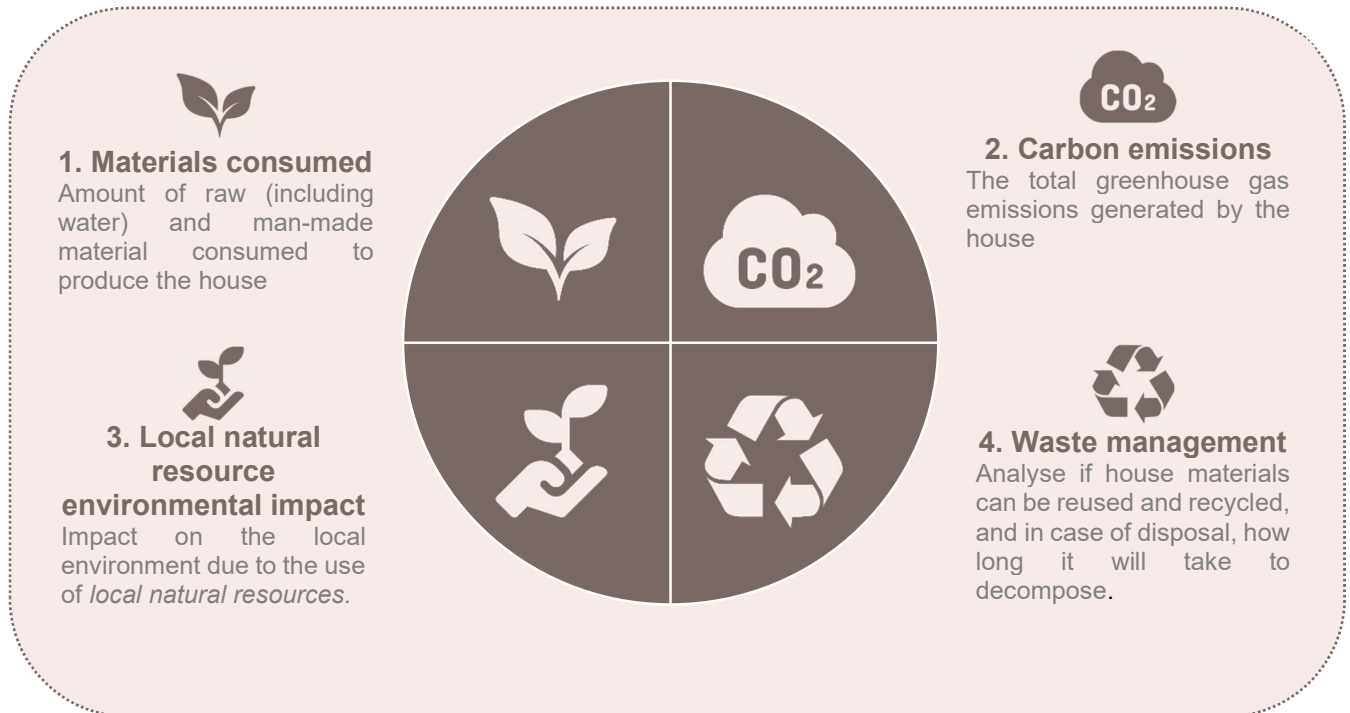 CO2
1. Materials consumed
Amount of raw (including
water) and man-made
material consumed to
produce the house
CO2
2. Carbon emissions
The total greenhouse gas
emissions generated by the
house
3. Local natural
resource
environmental impact
Impact on the local
environment due to the use
of local natural resources.
4. Waste management
Analyse if house materials
can be reused and recycled,
and in case of disposal, how
long it will take to
decompose.